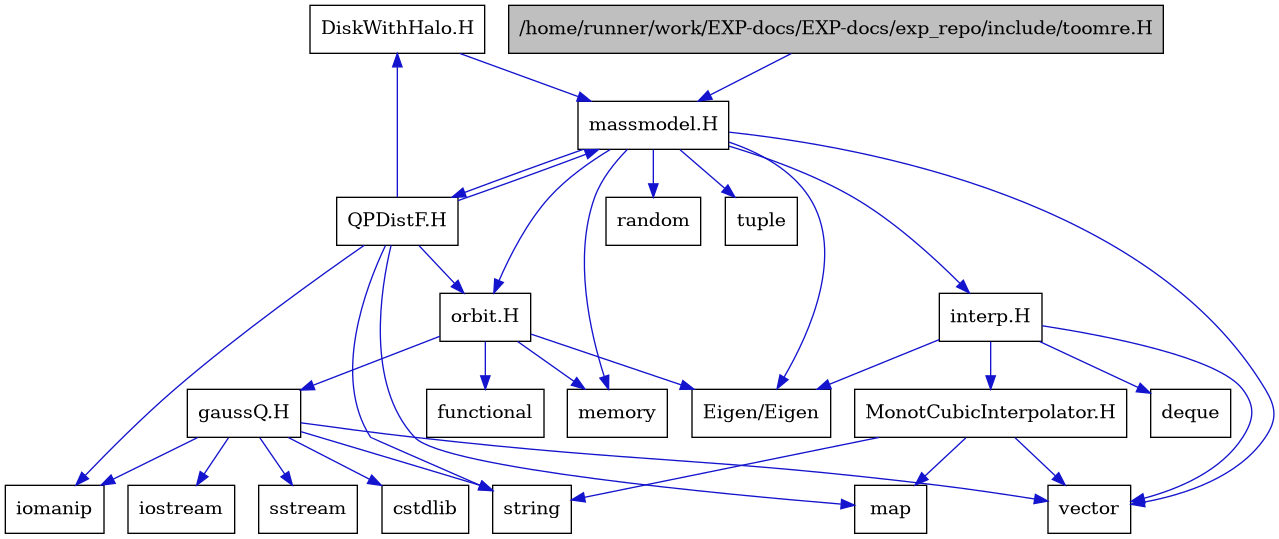 DiskWithHalo.H
/home/runner/work/EXP-docs/EXP-docs/exp_repo/include/toomre.H
massmodel.H
QPDistF.H
random
tuple
orbit.H
interp.H
gaussQ.H
functional
memory
Eigen/Eigen
MonotCubicInterpolator.H
deque
iomanip
iostream
sstream
cstdlib
string
map
vector